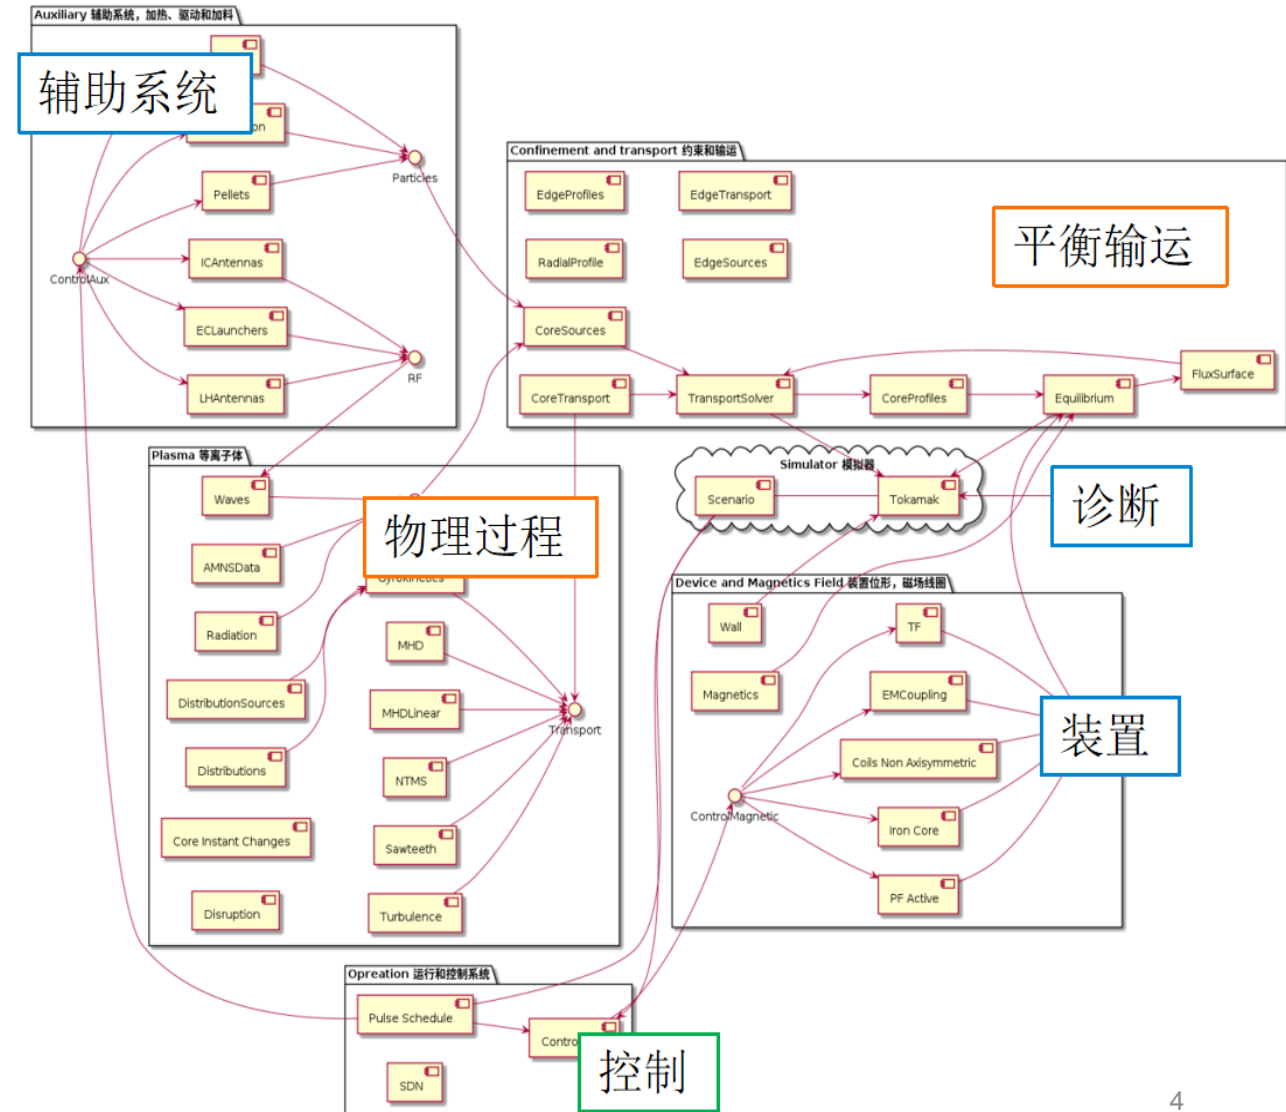 Auxiliary 辅助系统，加热、驱动和加料
辅助系统
on
Pellets
ICAntennas
ECLaunchers
LHAntennas
ControlAux
Particles
RF
Confinement and transport 约束和输运
EdgeProfiles
EdgeTransport
RadialProfile
EdgeSources
平衡输运
CoreSources
CoreTransport
TransportSolver
CoreProfiles
Equilibrium
FluxSurface
Plasma 等离子体
Waves
物理过程
AMNSData
Gyrokinetics
Radiation
MHD
DistributionSources
MHDLinear
Transport
Distributions
NTMS
Core Instant Changes
Sawteeth
Disruption
Turbulence
Simulator 模拟器
Scenario
Tokamak
诊断
Device and Magnetics Field 装置位形，磁场线圈
Wall
TF
Magnetics
EMCoupling
装置
Coils Non Axisymmetric
ControlMagnetic
Iron Core
PF Active
Opreation 运行和控制系统
Pulse Schedule
Contro
控制
SDN
4